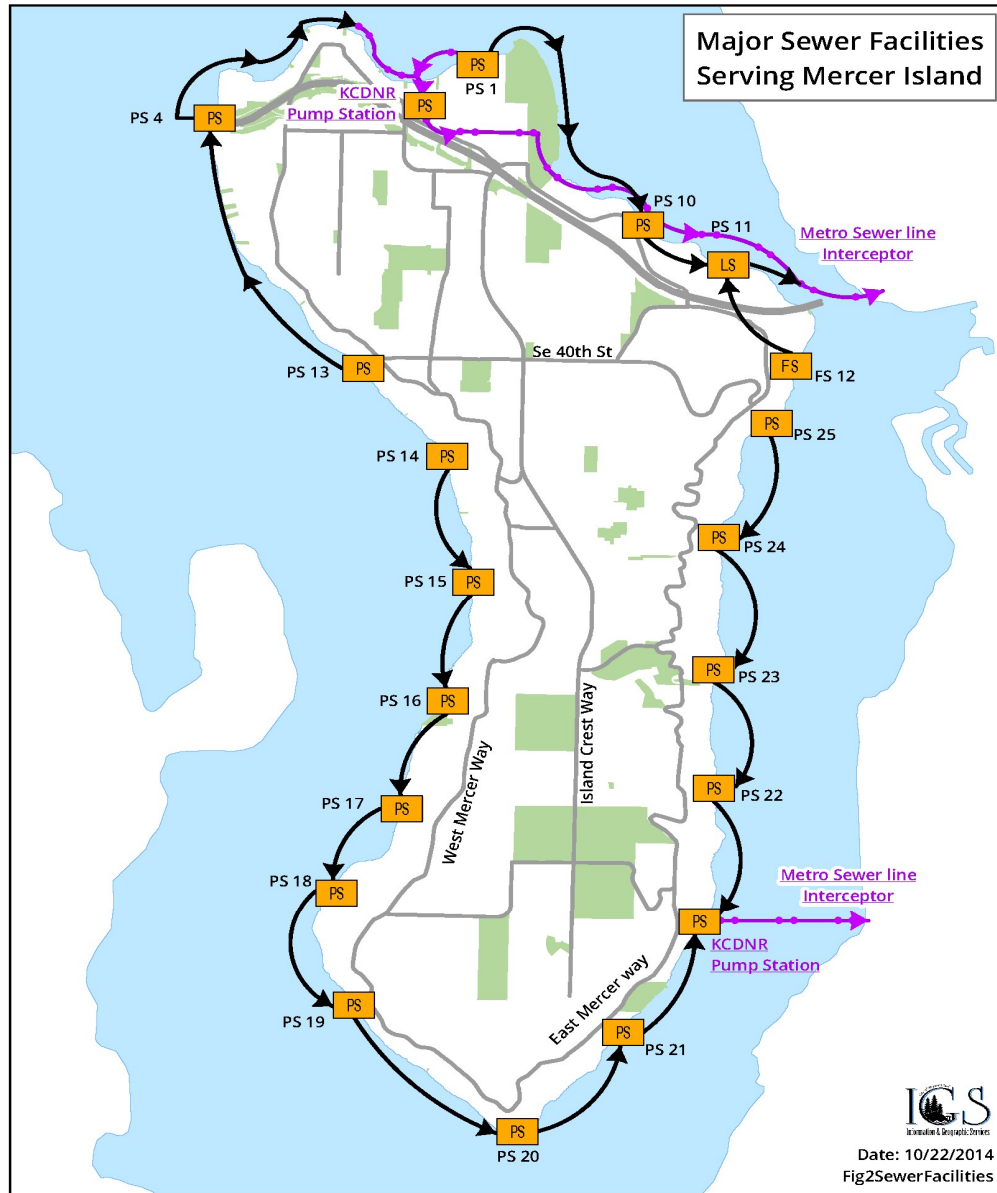 Major Sewer Facilities
Serving Mercer Island
PS
PS 1
KCDNR
Pump Station
PS
PS 4
PS
PS 10
PS
PS 11
LS
Metro Sewer line
Interceptor
Se 40th St
PS 13
PS
FS
FS 12
PS
PS 25
PS 14
PS
PS
PS 24
PS 15
PS
PS
PS 23
PS 16
PS
Island Crest Way
West Mercer Way
PS
PS 22
PS 17
PS
PS 18
PS
Metro Sewer line
Interceptor
PS
KCDNR
Pump Station
East Mercer way
PS 19
PS
PS
PS 21
PS
PS 20
IGS
Information & Geographic Services
Date: 10/22/2014
Fig2SewerFacilities